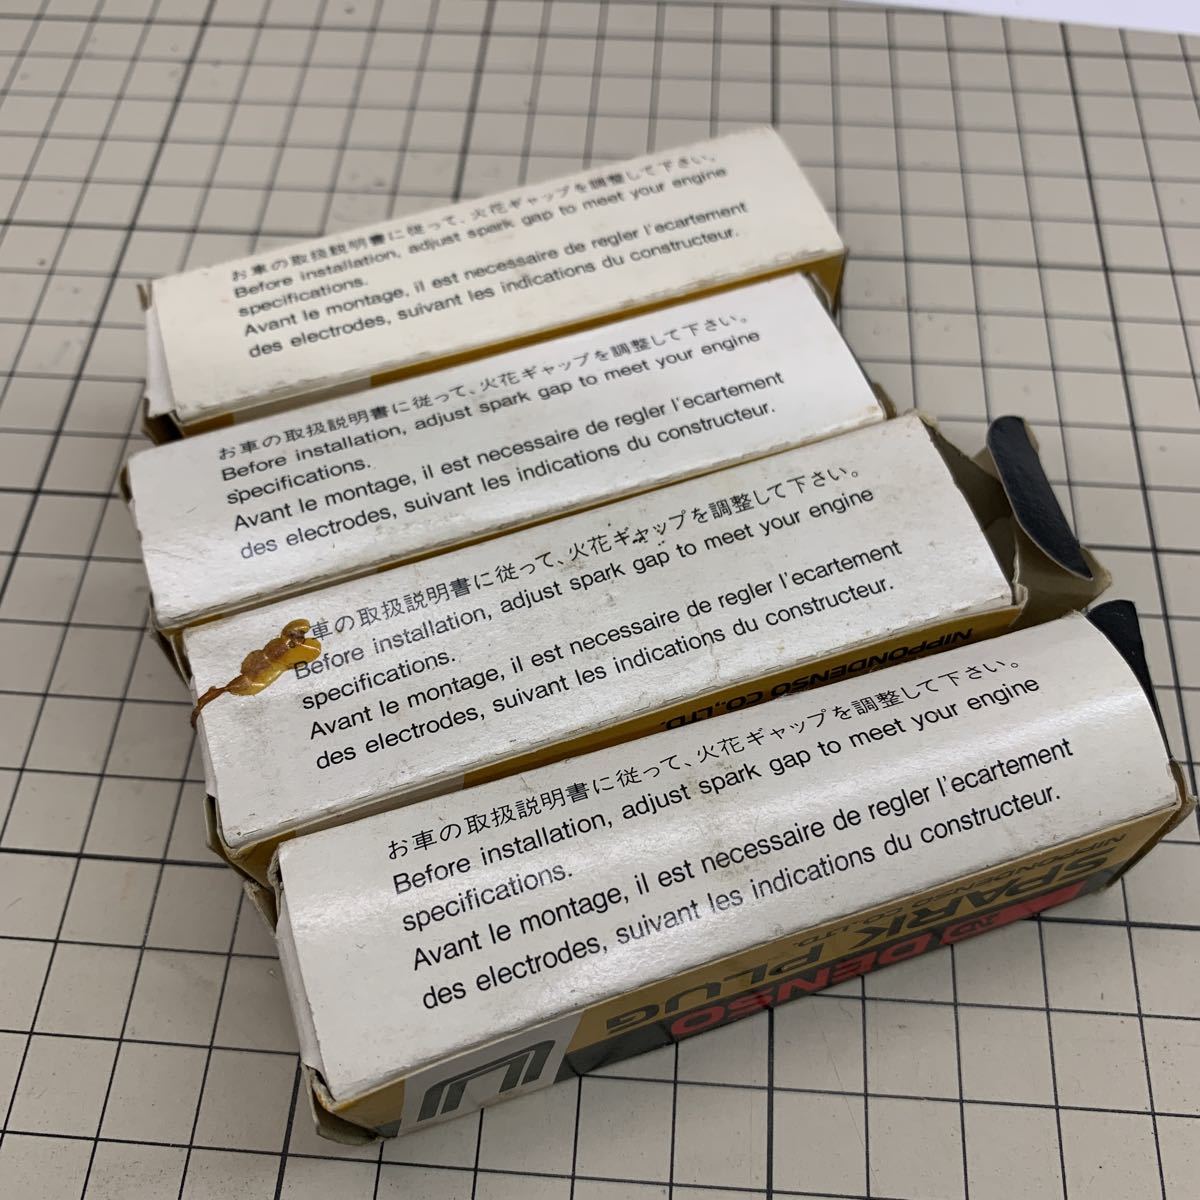 お車の取扱説明書に従って、火花ギャップを調整して下さい。
Before installation, adjust spark gap to meet your engine
specifications.
Avant le montage, il est necessaire de regler l'ecartement
des electrodes, suivant les indications du constructeur.
お車の取扱説明書に従って、火花ギャップを調整して下さい。
Before installation, adjust spark gap to meet your engine
specifications.
Avant le montage, il est necessaire de regler l'ecartement
des electrodes, suivant les indications du constructeur.
車の取扱説明書に従って、火花ギャップを調整して下さい。
Before installation, adjust spark gap to meet your engine
specifications.
Avant le montage, il est necessaire de regler l'ecartement
des electrodes, suivant les indications du constructeur.
NIPPONDENSO CO.,LTD.
お車の取扱説明書に従って、火花ギャップを調整して下さい。
Before installation, adjust spark gap to meet your engine
specifications.
Avant le montage, il est necessaire de regler l'ecartement
des electrodes, suivant les indications du constructeur.
NIPPONDENSO CO.,LTD.
SPARK PLUG
ND DENSO
U